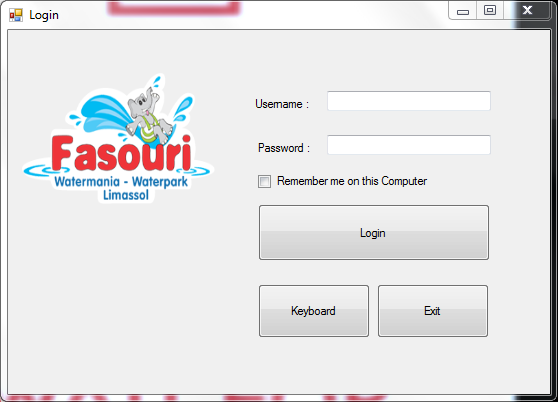 Login
Fasouri
Watermania - Waterpark
Limassol
Username :
Password :
Remember me on this Computer
Login
Keyboard
Exit